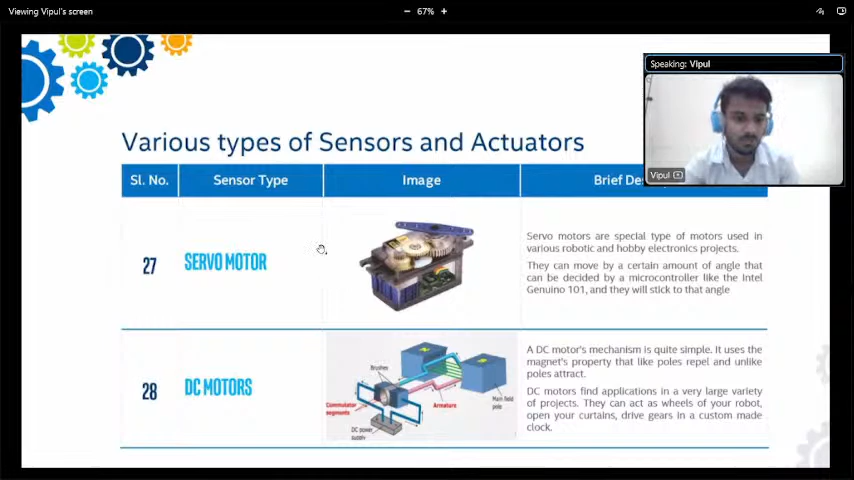 Viewing Vipul's screen
− 67% +
Speaking: Vipul
Vipul
Various types of Sensors and Actuators
Sl. No. Sensor Type Image Brief
27
SERVO MOTOR
Servo motors are special type of motors used in
various robotic and hobby electronics projects.
They can move by a certain amount of angle that
can be decided by a microcontroller like the Intel
Genuino 101, and they will stick to that angle
28
DC MOTORS
Brushes
Commutator
segments
Armature
Main field
pole
DC power
supply
A DC motor's mechanism is quite simple. It uses the
magnet's property that like poles repel and unlike
poles attract.
DC motors find applications in a very large variety
of projects. They can act as wheels of your robot,
open your curtains, drive gears in a custom made
clock.